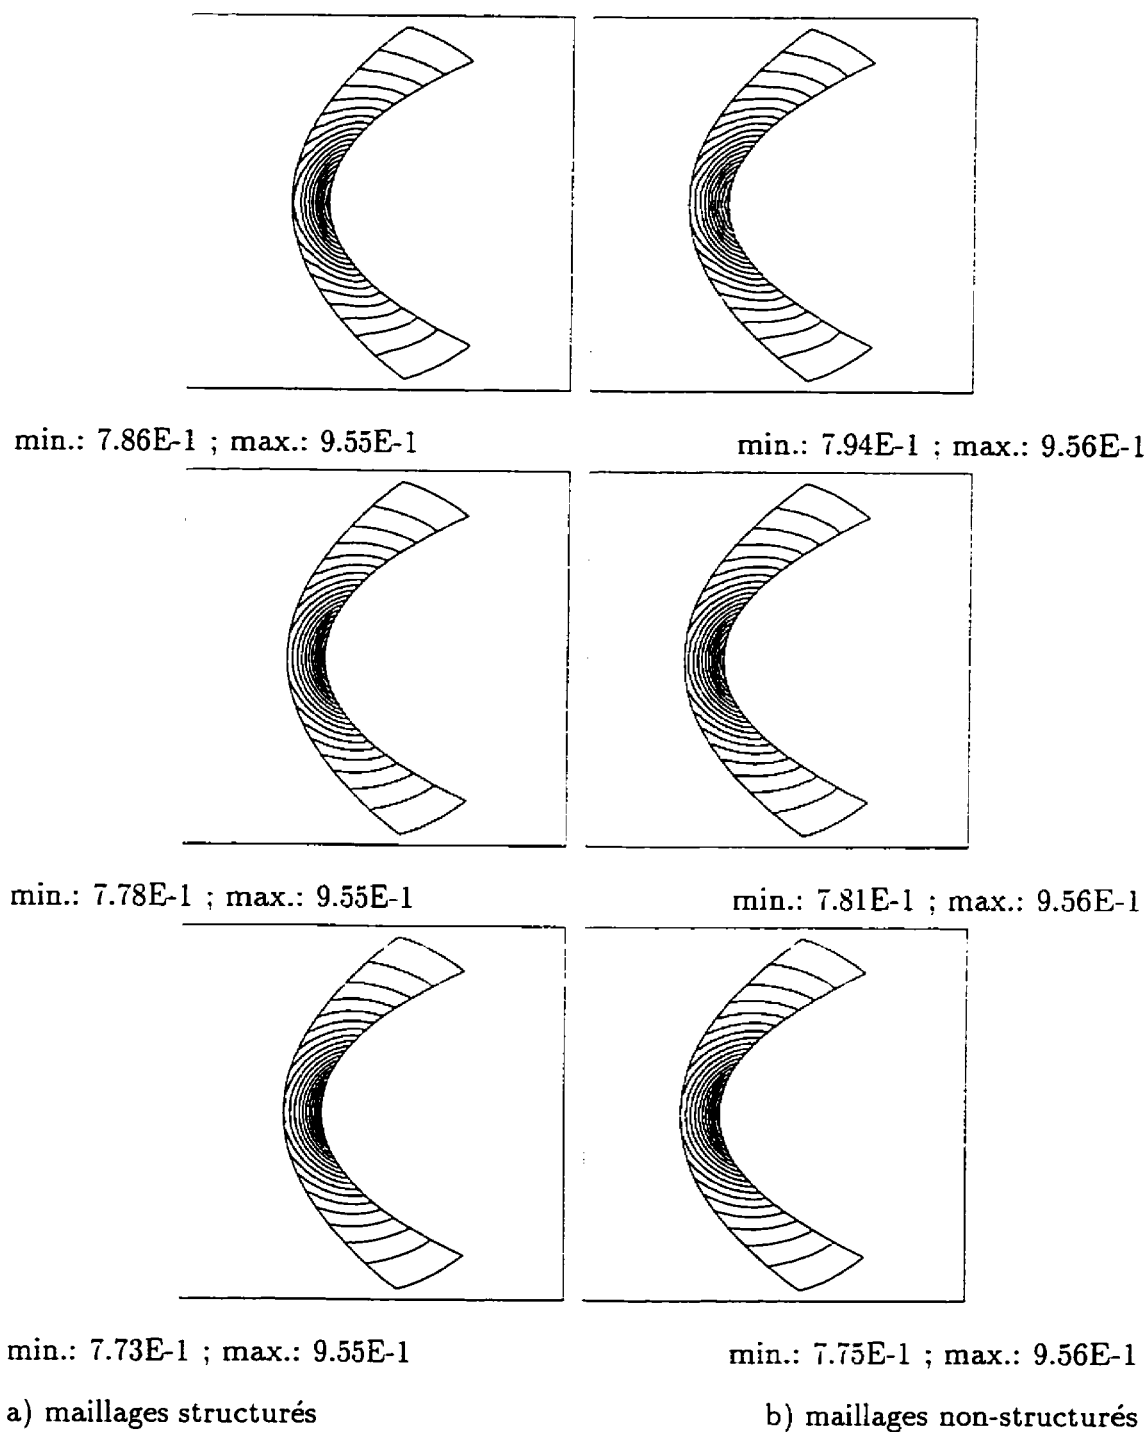 min.: 7.86E-1 ; max.: 9.55E-1
min.: 7.94E-1 ; max.: 9.56E-1
min.: 7.78E-1 ; max.: 9.55E-1
min.: 7.81E-1 ; max.: 9.56E-1
min.: 7.73E-1 ; max.: 9.55E-1
min.: 7.75E-1 ; max.: 9.56E-1
a) maillages structurés
b) maillages non-structurés